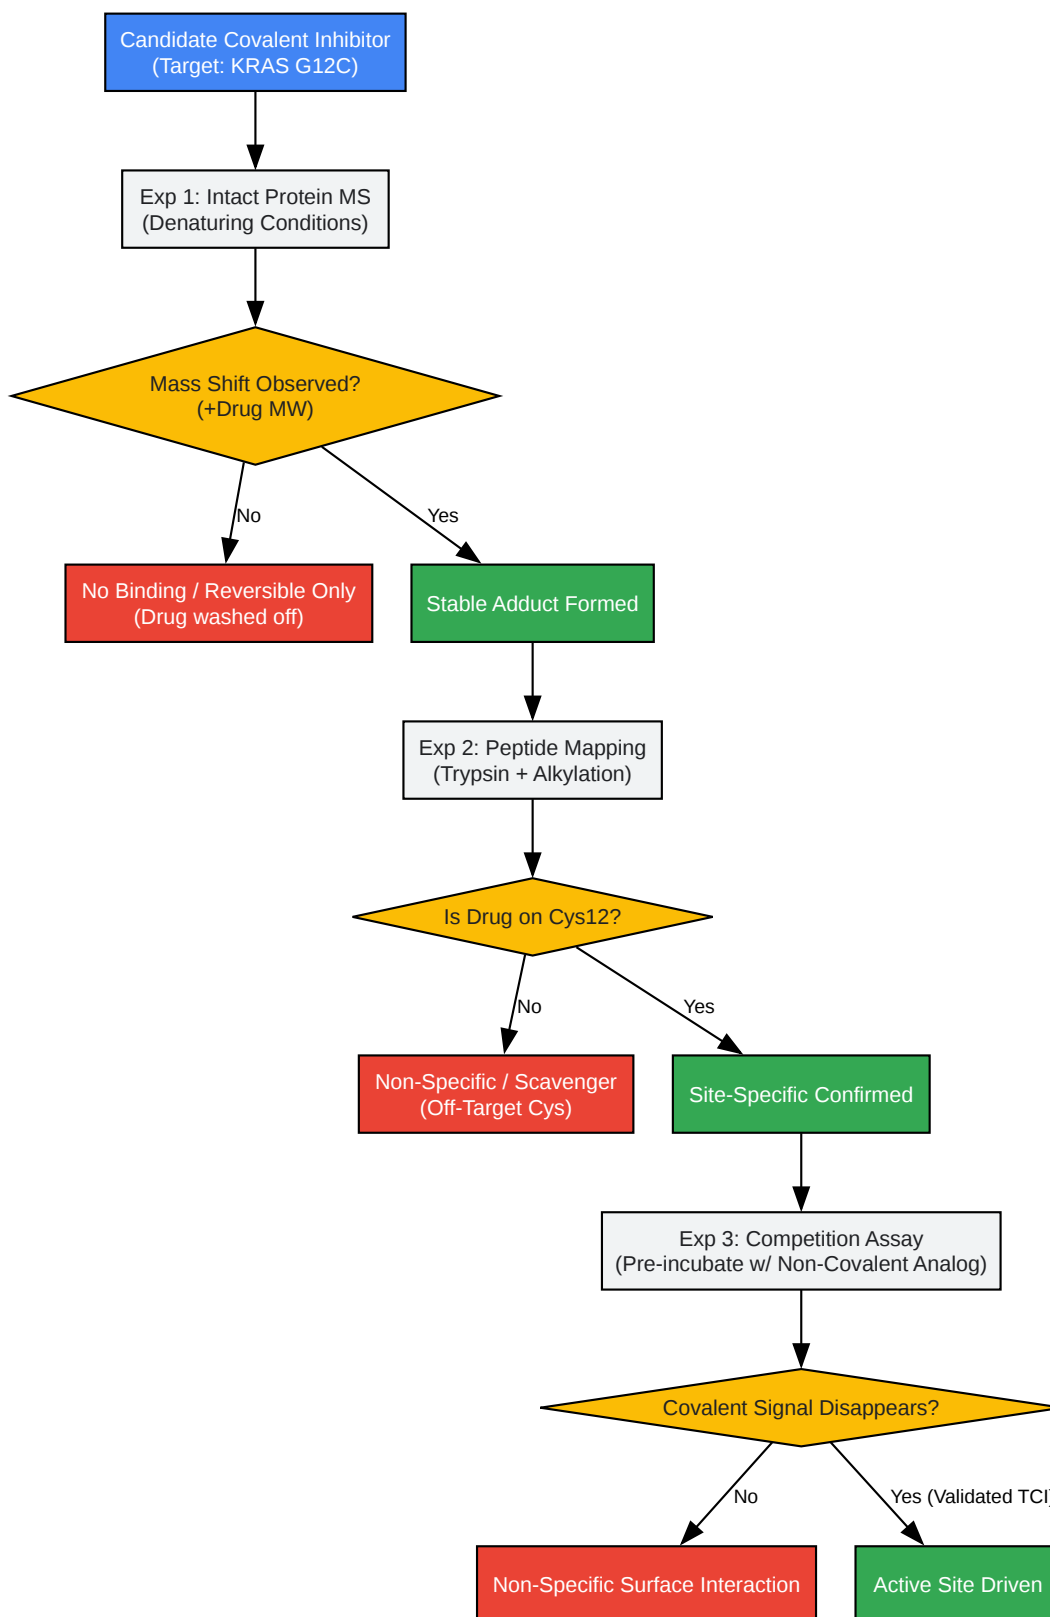 Candidate Covalent Inhibitor
(Target: KRAS G12C)
Exp 1: Intact Protein MS
(Denaturing Conditions)
Mass Shift Observed?
(+Drug MW)
No
Yes
No Binding / Reversible Only
(Drug washed off)
Stable Adduct Formed
Exp 2: Peptide Mapping
(Trypsin + Alkylation)
Is Drug on Cys12?
No
Yes
Non-Specific / Scavenger
(Off-Target Cys)
Site-Specific Confirmed
Exp 3: Competition Assay
(Pre-incubate w/ Non-Covalent Analog)
Covalent Signal Disappears?
No
Yes (Validated TCI)
Non-Specific Surface Interaction
Active Site Driven